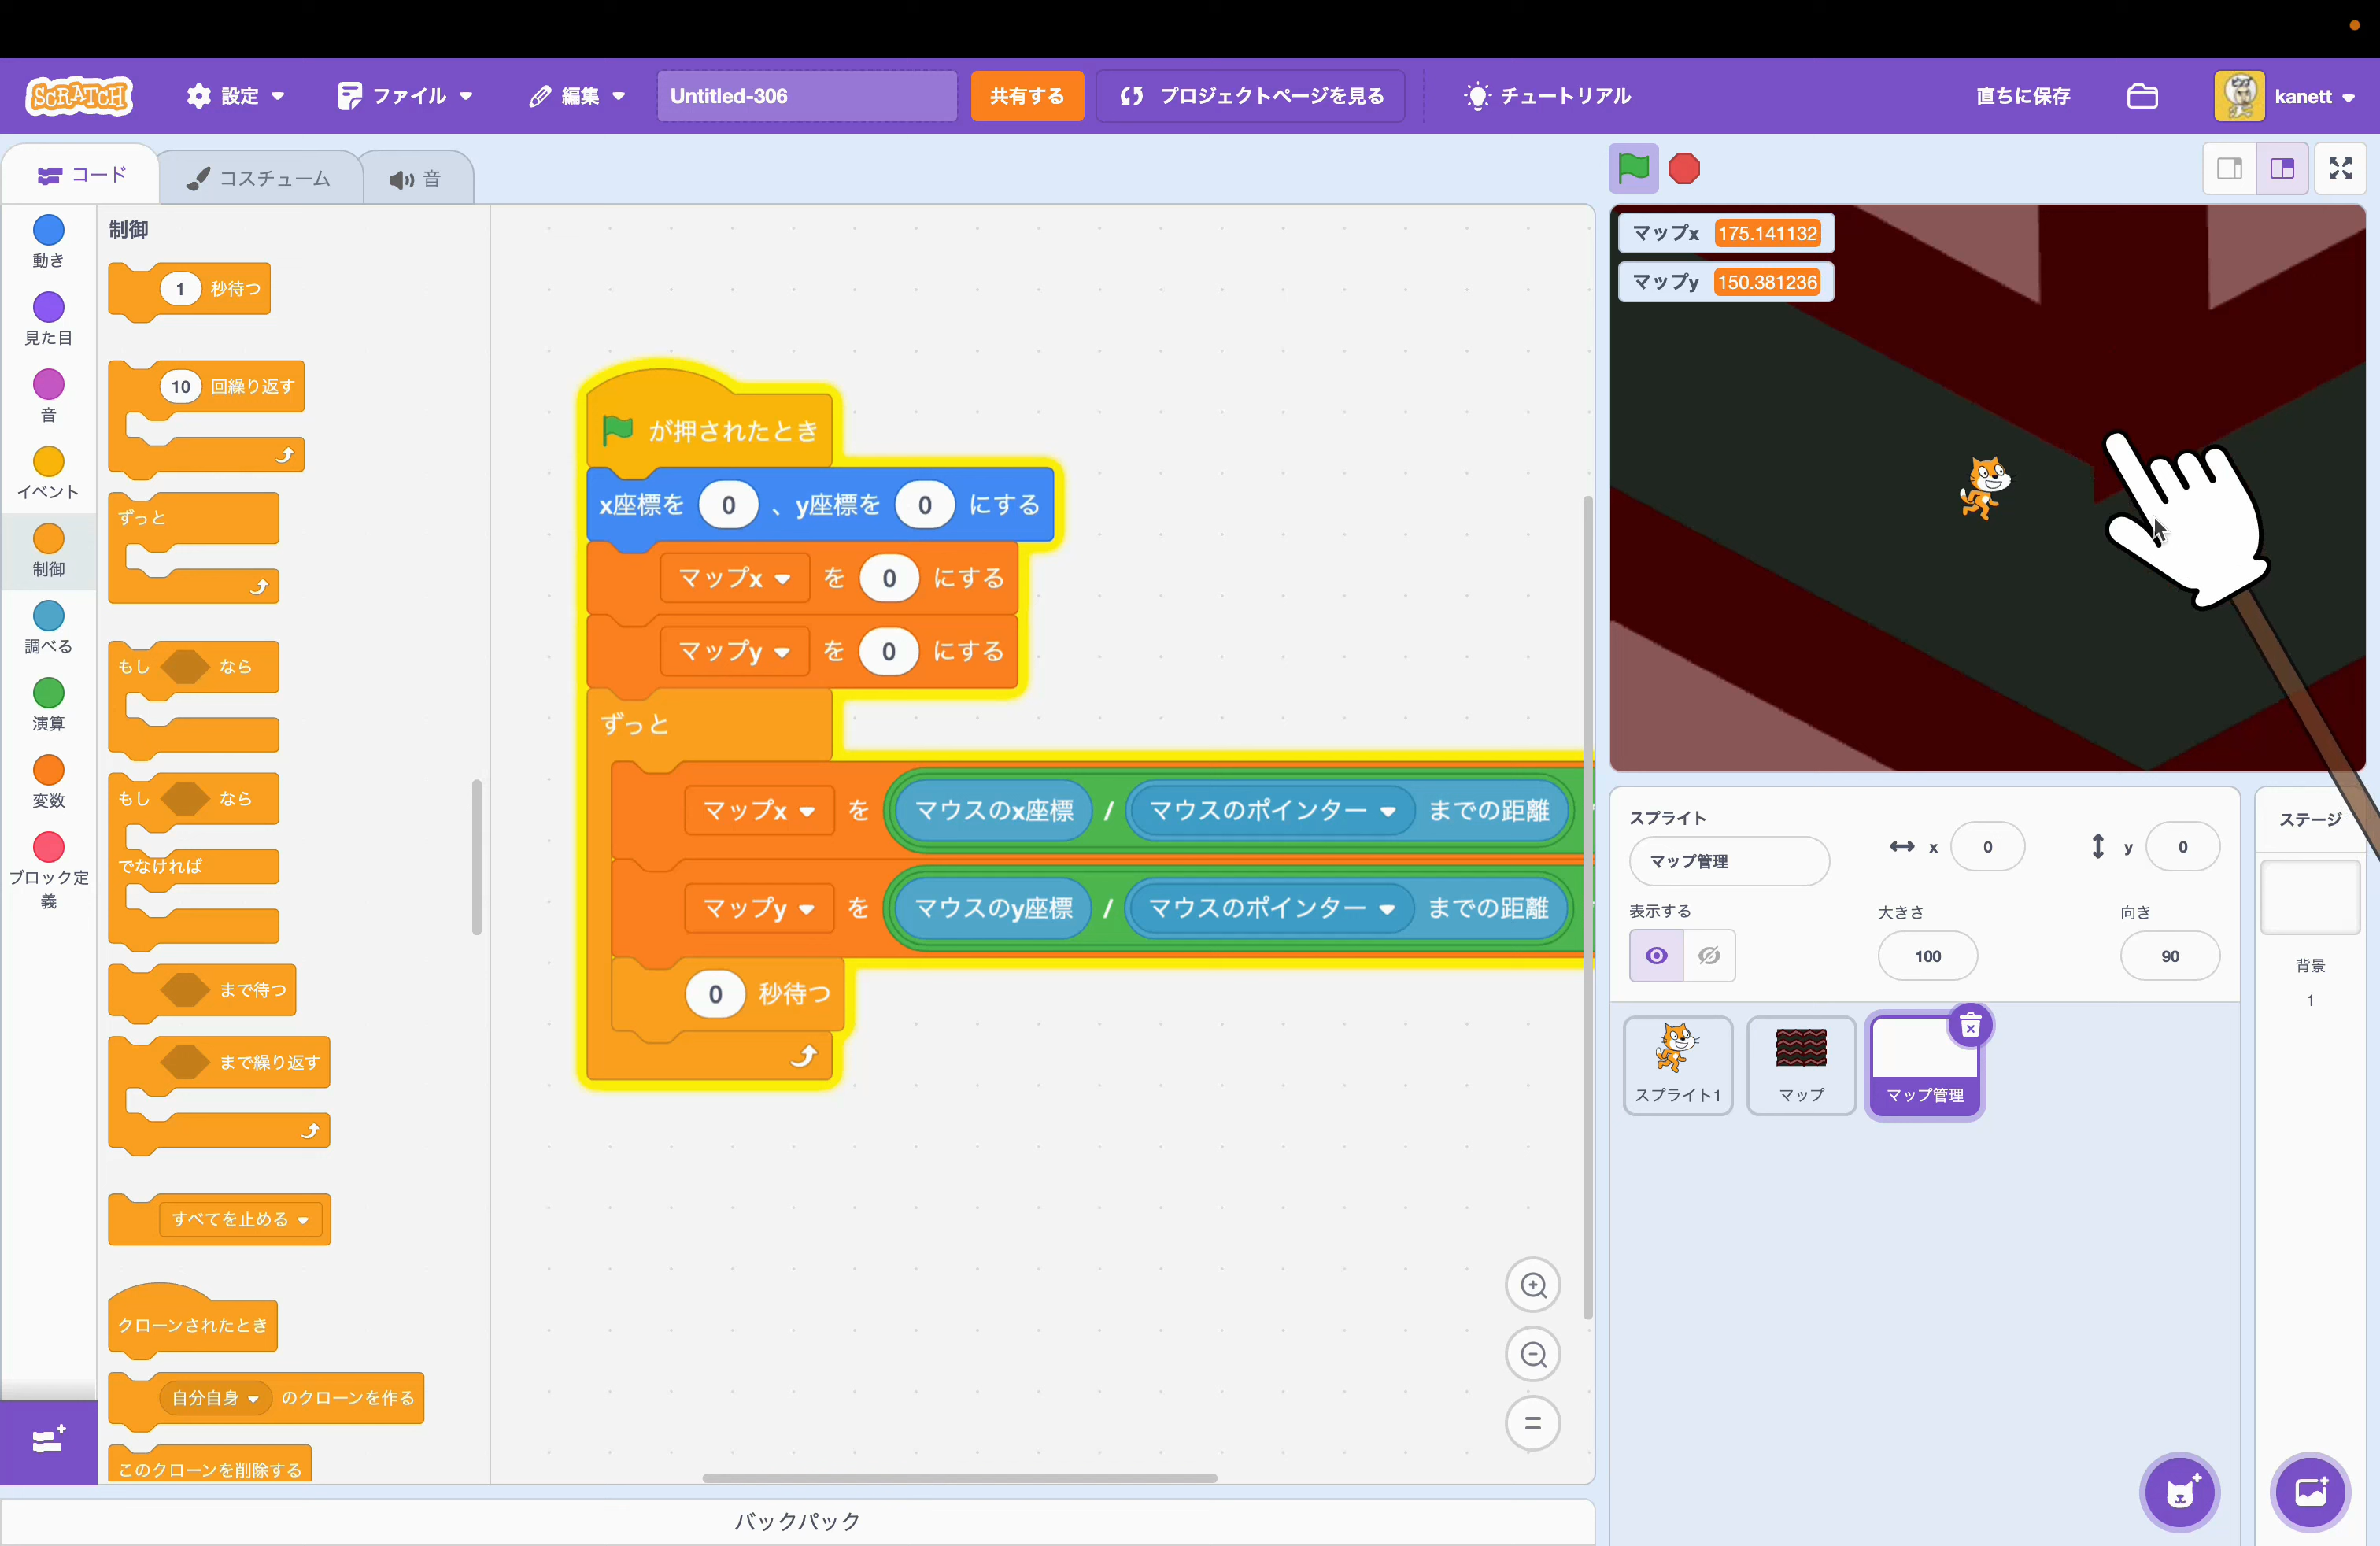 SCRATCH
設定
ファイル
編集
Untitled-306
共有する
プロジェクトページを見る
チュートリアル
直ちに保存
kanett
コード
コスチューム
音
動き
見た目
音
イベント
制御
調べる
演算
変数
ブロック定
義
制御
1 秒待つ
10 回繰り返す
ずっと
もし なら
もし なら
でなければ
まで待つ
まで繰り返す
すべてを止める
クローンされたとき
自分自身 のクローンを作る
このクローンを削除する
が押されたとき
x座標を 0 、y座標を 0 にする
マップx を 0 にする
マップy を 0 にする
ずっと
マップx を マウスのx座標 / マウスのポインター までの距離
マップy を マウスのy座標 / マウスのポインター までの距離
0 秒待つ
バックパック
マップx 175.141132
マップy 150.381236
スプライト
マップ管理
x 0
y 0
表示する
大きさ
100
向き
90
スプライト1
マップ
マップ管理
ステージ
背景
1